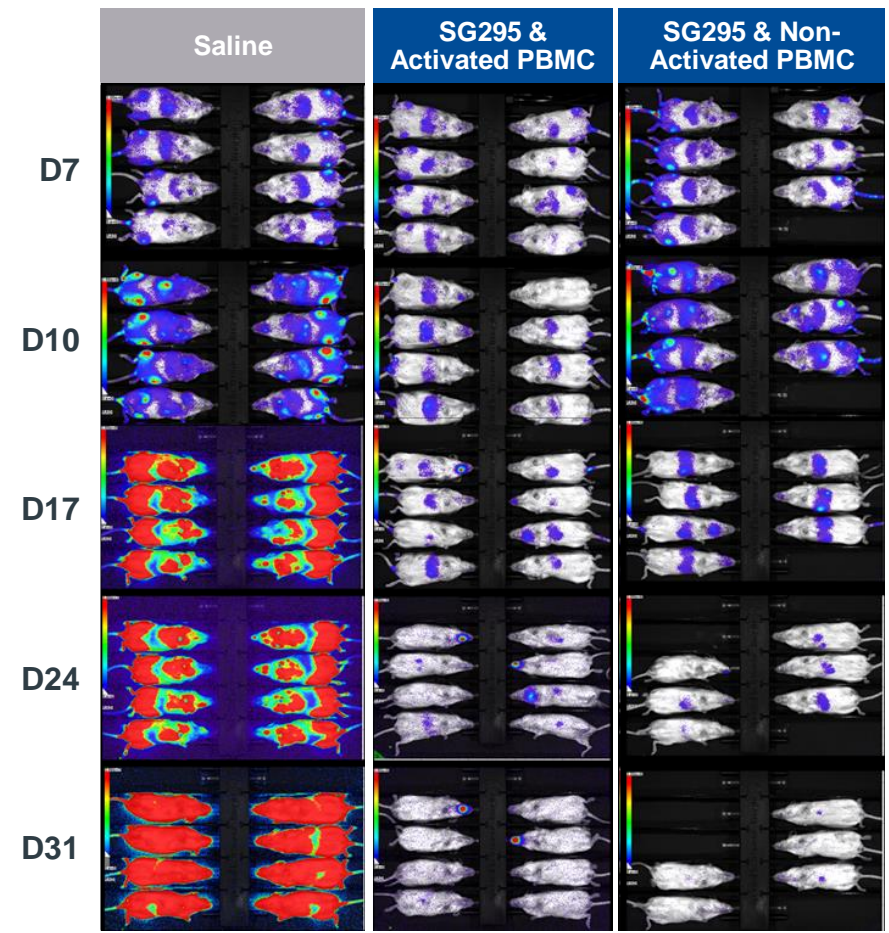 Saline
SG295 &
Activated PBMC
SG295 & Non-
Activated PBMC
D7
D10
D17
D24
D31